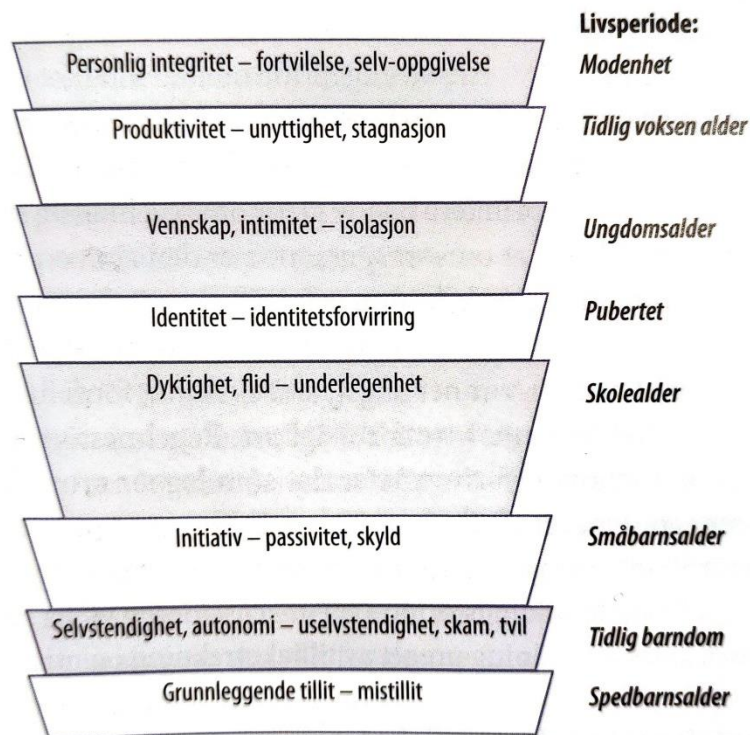 Livsperiode:
Personlig integritet – fortvilelse, selv-oppgivelse
Modenhet
Produktivitet – unyttighet, stagnasjon
Tidlig voksen alder
Vennskap, intimitet – isolasjon
Ungdomsalder
Identitet – identitetsforvirring
Pubertet
Dyktighet, flid – underlegenhet
Skolealder
Initiativ – passivitet, skyld
Småbarnsalder
Selvstendighet, autonomi – uselvstendighet, skam, tvil
Tidlig barndom
Grunnleggende tillit – mistillit
Spedbarnsalder